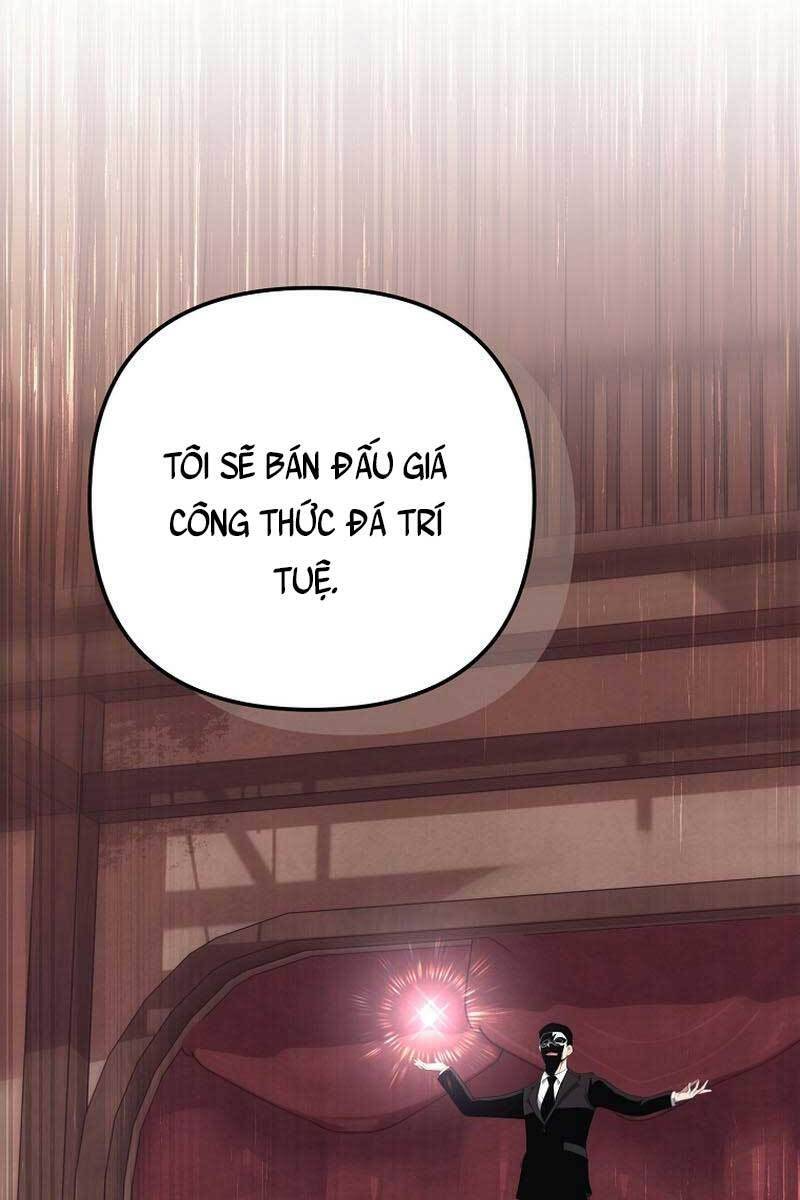 TÔI SẼ BÁN ĐẤU GIÁ
CÔNG THỨC ĐÁ TRÍ
TUỆ.